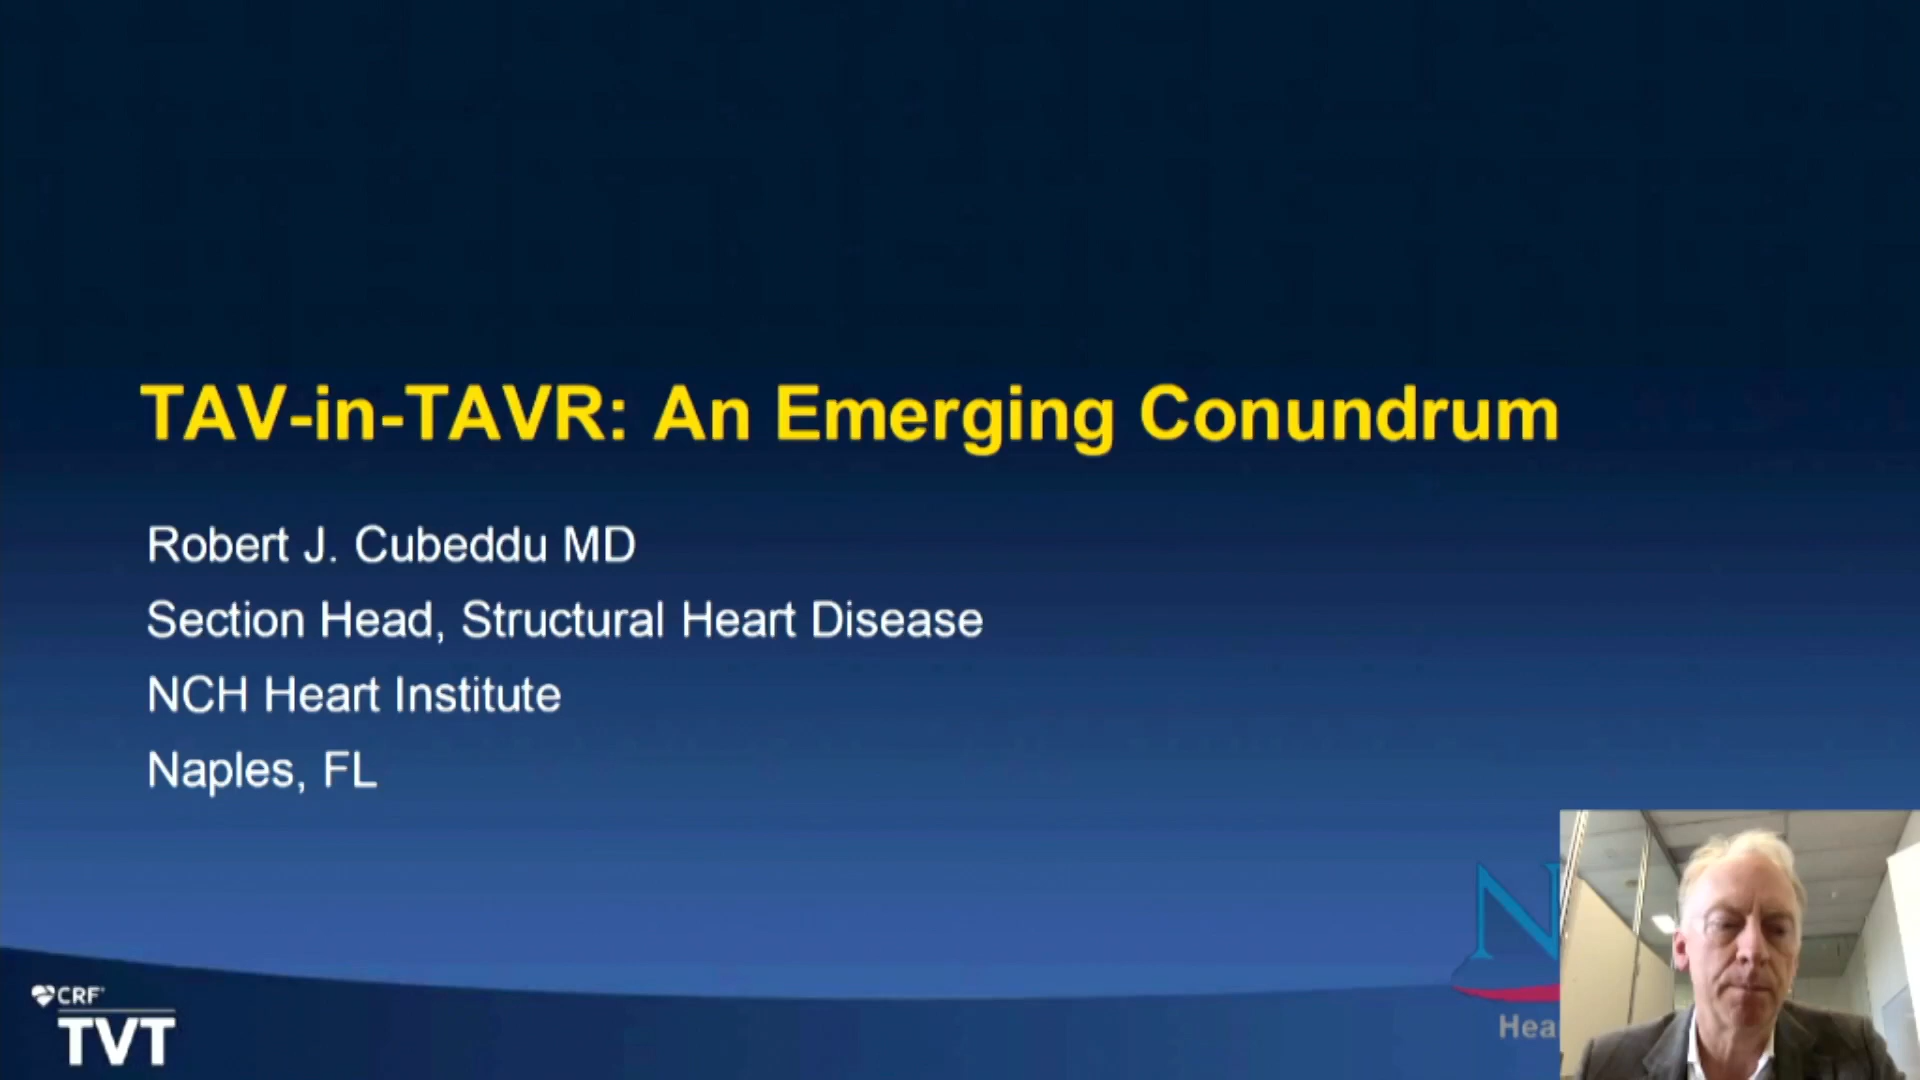 TAV-in-TAVR: An Emerging Conundrum
Robert J. Cubeddu MD
Section Head, Structural Heart Disease
NCH Heart Institute
Naples, FL
CRF
TVT